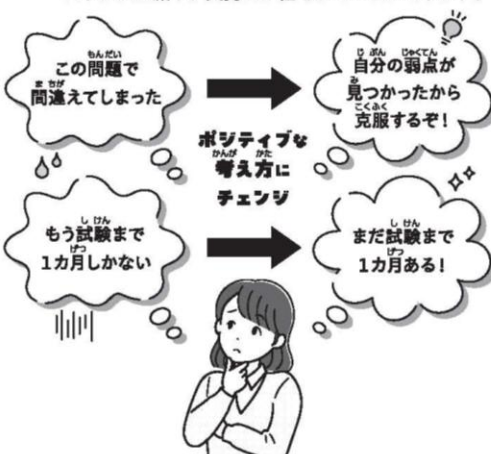 この問題で
間違えてしまった
自分の弱点が
見つかったから
克服するぞ！
ポジティブな
考え方に
チェンジ
もう試験まで
1カ月しかない
まだ試験まで
1カ月ある！